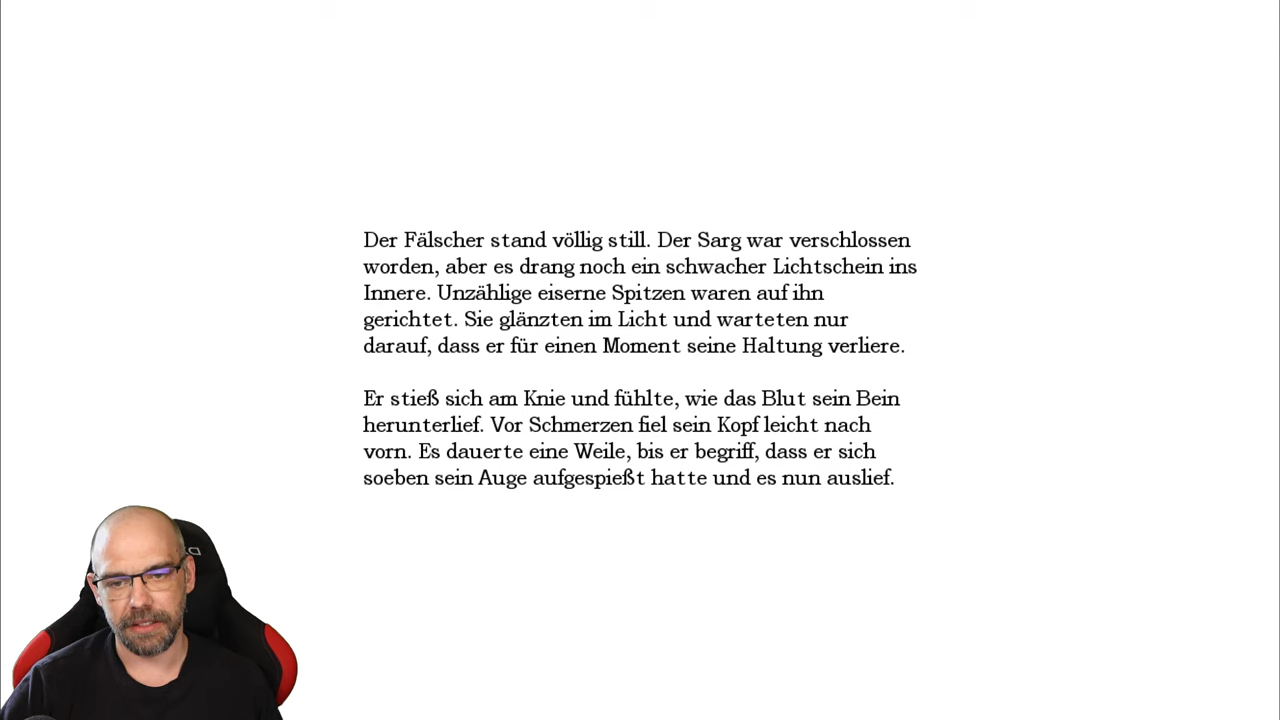 Der Fälscher stand völlig still. Der Sarg war verschlossen
worden, aber es drang noch ein schwacher Lichtschein ins
Innere. Unzählige eiserne Spitzen waren auf ihn
gerichtet. Sie glänzten im Licht und warteten nur
darauf, dass er für einen Moment seine Haltung verliere.
Er stieß sich am Knie und fühlte, wie das Blut sein Bein
herunterlief. Vor Schmerzen fiel sein Kopf leicht nach
vorn. Es dauerte eine Weile, bis er begriff, dass er sich
soeben sein Auge aufgespießt hatte und es nun auslief.